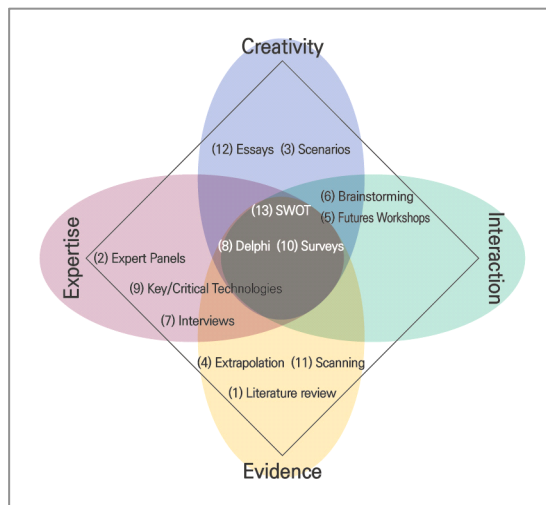 Creativity
(12) Essays (3) Scenarios
(6) Brainstorming
(13) SWOT
(5) Futures Workshops
Expertise
Interaction
(8) Delphi (10) Surveys
(2) Expert Panels
(9) Key/Critical Technologies
(7) Interviews
(4) Extrapolation (11) Scanning
(1) Literature review
Evidence